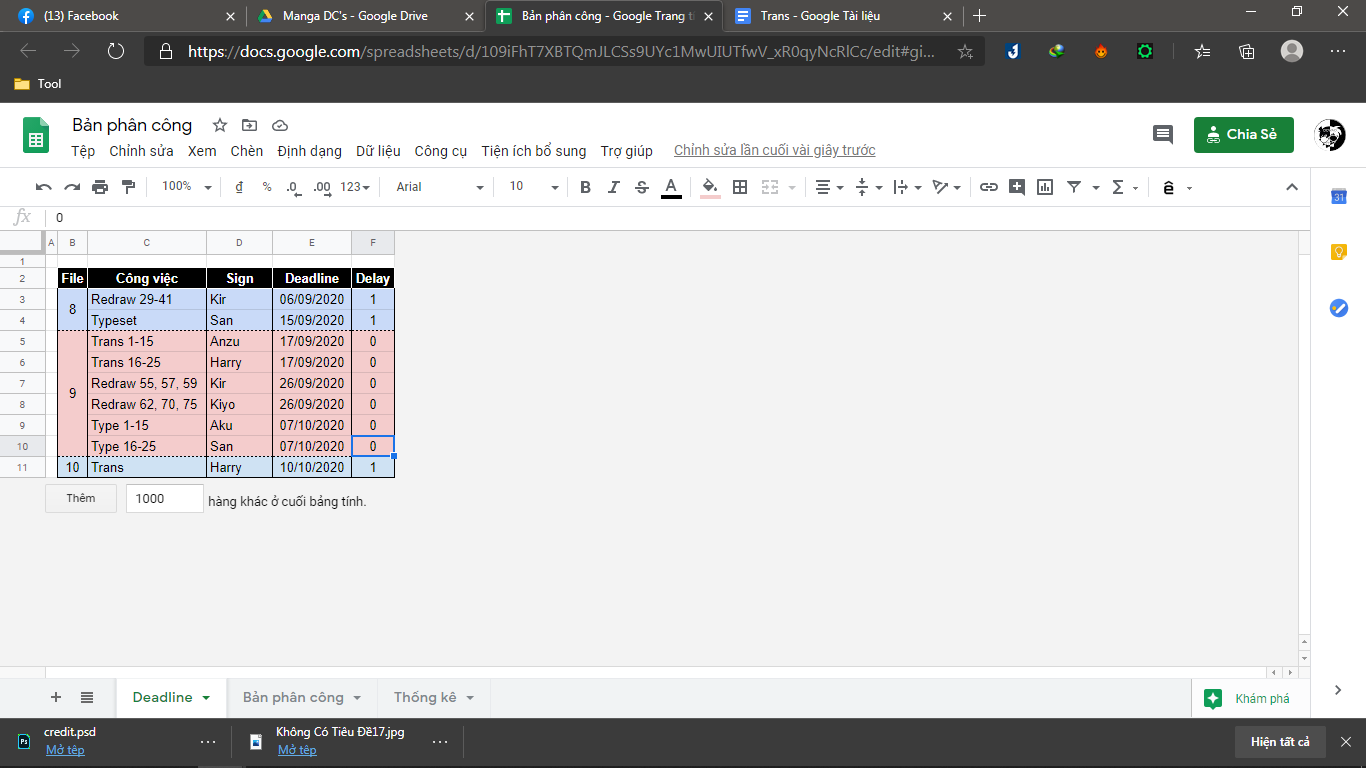 (13) Facebook
Manga DC's - Google Drive
Bản phân công - Google Trang t
Trans - Google Tài liệu
https://docs.google.com/spreadsheets/d/109iFhT7XBTQmJLCSs9UYc1MwUIUTfwV_xR0qyNcRlCc/edit#gi...
Tool
Bản phân công
Chia Sẻ
Tệp Chỉnh sửa Xem Chèn Định dạng Dữ liệu Công cụ Tiện ích bổ sung Trợ giúp Chỉnh sửa lần cuối vài giây trước
100% đ % .0 .00 123 Arial 10 B I S A Σ ê
31
fx 0
A B C D E F
1
2 File Công việc Sign Deadline Delay
3 8 Redraw 29-41 Kir 06/09/2020 1
4 Typeset San 15/09/2020 1
5 Trans 1-15 Anzu 17/09/2020 0
6 Trans 16-25 Harry 17/09/2020 0
7 9 Redraw 55, 57, 59 Kir 26/09/2020 0
8 Redraw 62, 70, 75 Kiyo 26/09/2020 0
9 Type 1-15 Aku 07/10/2020 0
10 Type 16-25 San 07/10/2020 0
11 10 Trans Harry 10/10/2020 1
Thêm 1000 hàng khác ở cuối bảng tính.
Deadline Bản phân công Thống kê
Khám phá
credit.psd
Mở tệp
Không Có Tiêu Đề17.jpg
Mở tệp
Hiện tất cả